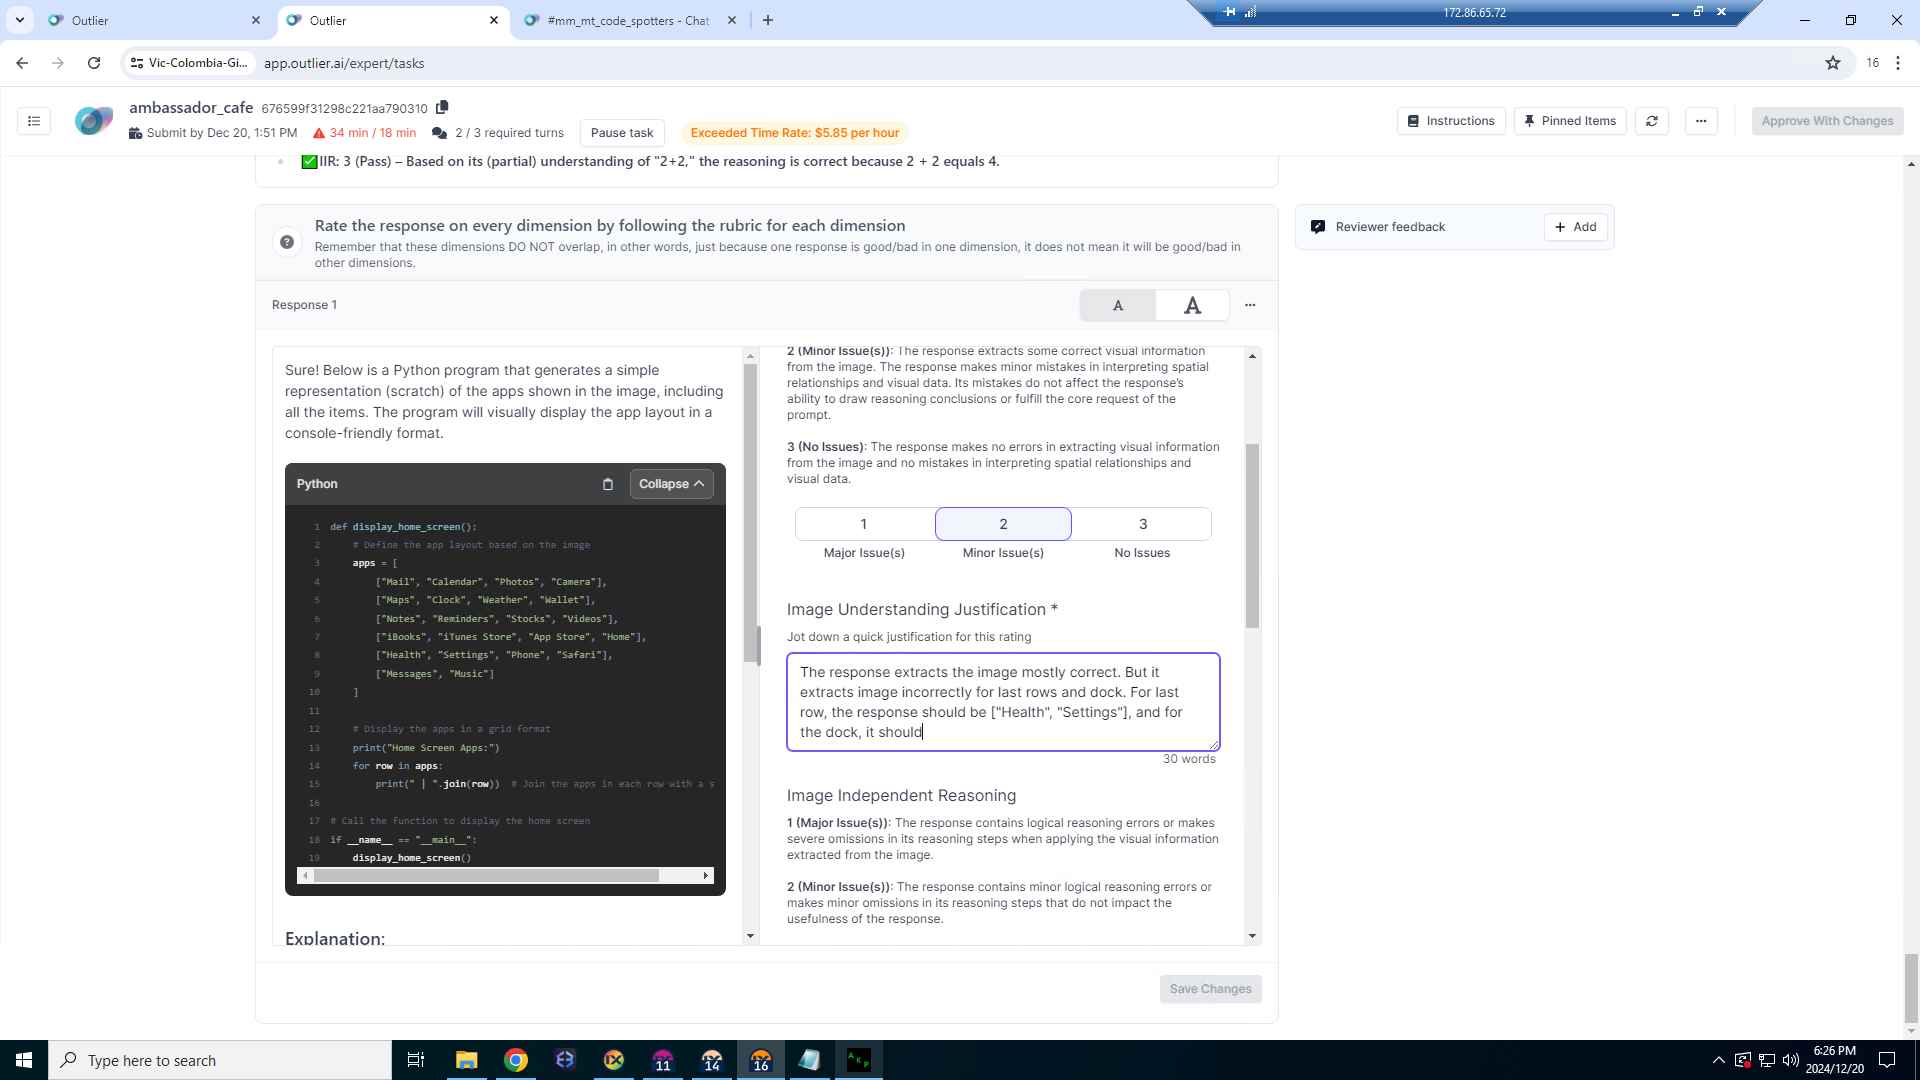 Outlier
Outlier
#mm_mt_code_spotters - Chat
172.86.65.72
Vic-Colombia-Gi...
app.outlier.ai/expert/tasks
16
ambassador_cafe 676599f31298c221aa790310
Submit by Dec 20, 1:51 PM
34 min / 18 min
2 / 3 required turns
Pause task
Exceeded Time Rate: $5.85 per hour
Instructions
Pinned Items
Approve With Changes
IIR: 3 (Pass) – Based on its (partial) understanding of "2+2," the reasoning is correct because 2 + 2 equals 4.
Rate the response on every dimension by following the rubric for each dimension
Remember that these dimensions DO NOT overlap, in other words, just because one response is good/bad in one dimension, it does not mean it will be good/bad in
other dimensions.
Reviewer feedback
Add
Response 1
A
A
Sure! Below is a Python program that generates a simple
representation (scratch) of the apps shown in the image, including
all the items. The program will visually display the app layout in a
console-friendly format.
Python
Collapse
1 def display_home_screen():
2 # Define the app layout based on the image
3 apps = [
4 ["Mail", "Calendar", "Photos", "Camera"],
5 ["Maps", "Clock", "Weather", "Wallet"],
6 ["Notes", "Reminders", "Stocks", "Videos"],
7 ["iBooks", "iTunes Store", "App Store", "Home"],
8 ["Health", "Settings", "Phone", "Safari"],
9 ["Messages", "Music"]
10 ]
11
12 # Display the apps in a grid format
13 print("Home Screen Apps:")
14 for row in apps:
15 print(" | ".join(row)) # Join the apps in each row with a s
16
17 # Call the function to display the home screen
18 if __name__ == "__main__":
19 display_home_screen()
Explanation:
2 (Minor Issue(s)): The response extracts some correct visual information
from the image. The response makes minor mistakes in interpreting spatial
relationships and visual data. Its mistakes do not affect the response's
ability to draw reasoning conclusions or fulfill the core request of the
prompt.
3 (No Issues): The response makes no errors in extracting visual information
from the image and no mistakes in interpreting spatial relationships and
visual data.
1
2
3
Major Issue(s)
Minor Issue(s)
No Issues
Image Understanding Justification *
Jot down a quick justification for this rating
The response extracts the image mostly correct. But it
extracts image incorrectly for last rows and dock. For last
row, the response should be ["Health", "Settings"], and for
the dock, it should
30 words
Image Independent Reasoning
1 (Major Issue(s)): The response contains logical reasoning errors or makes
severe omissions in its reasoning steps when applying the visual information
extracted from the image.
2 (Minor Issue(s)): The response contains minor logical reasoning errors or
makes minor omissions in its reasoning steps that do not impact the
usefulness of the response.
Save Changes
Type here to search
11
14
16
6:26 PM
2024/12/20